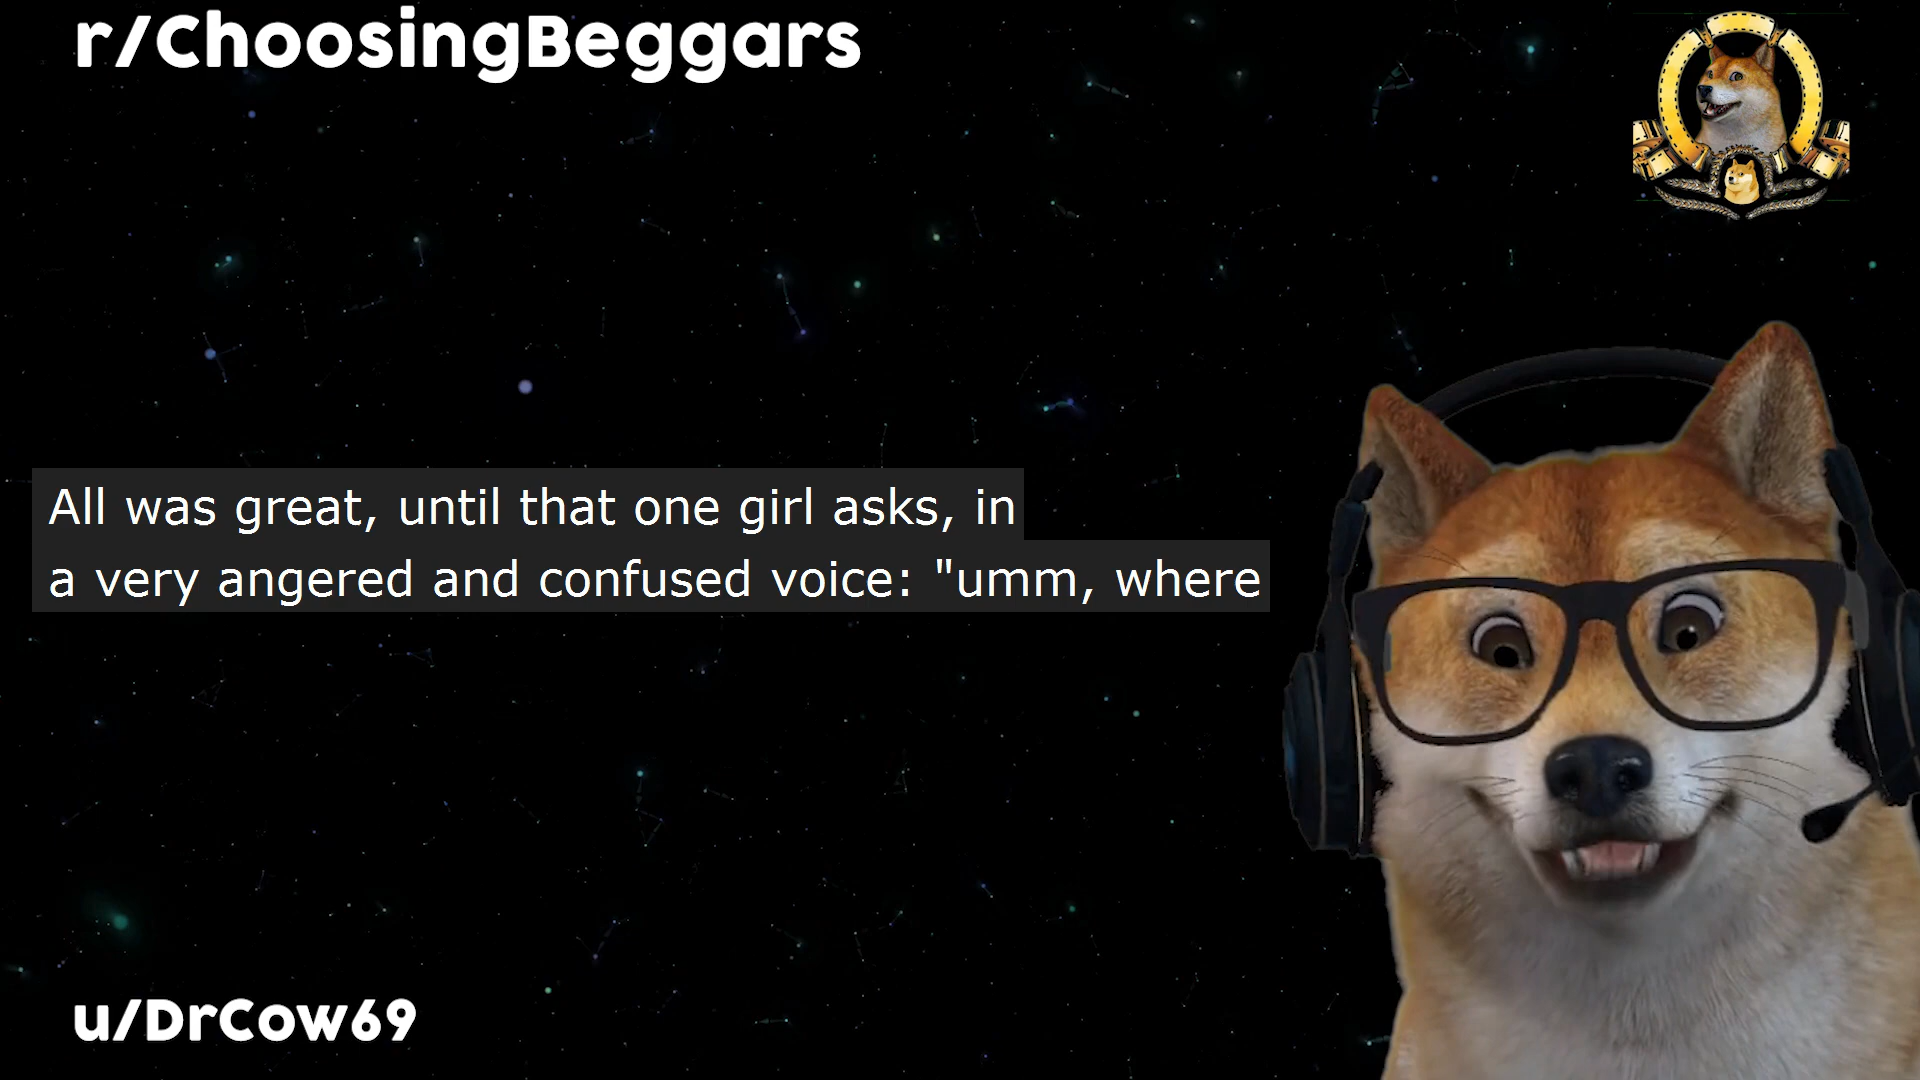 r/ChoosingBeggars
All was great, until that one girl asks, in
a very angered and confused voice: "umm, where
u/DrCow69